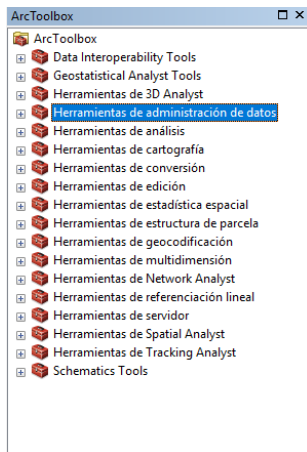 ArcToolbox
ArcToolbox
Data Interoperability Tools
Geostatistical Analyst Tools
Herramientas de 3D Analyst
Herramientas de administración de datos
Herramientas de análisis
Herramientas de cartografía
Herramientas de conversión
Herramientas de edición
Herramientas de estadística espacial
Herramientas de estructura de parcela
Herramientas de geocodificación
Herramientas de multidimensión
Herramientas de Network Analyst
Herramientas de referenciación lineal
Herramientas de servidor
Herramientas de Spatial Analyst
Herramientas de Tracking Analyst
Schematics Tools